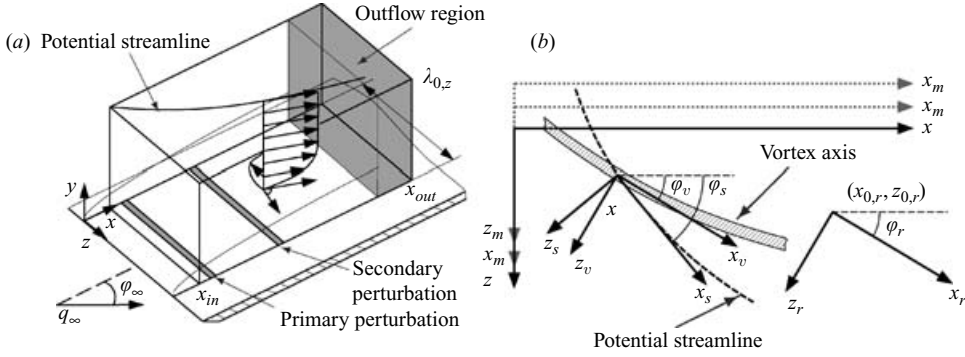 (a)
Potential streamline
Outflow region
λ0,z
y
x
z
xout
xin
φ∞
q∞
Secondary
perturbation
Primary perturbation
(b)
xm
xm
x
Vortex axis
φv
φs
x
(x0,r, z0,r)
φr
zs
zv
xv
zm
xm
z
xs
zr
xr
Potential streamline